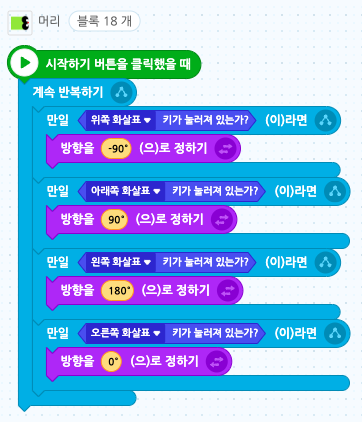 머리 블록 18 개
시작하기 버튼을 클릭했을 때
계속 반복하기
만일 위쪽 화살표 ▼ 키가 눌러져 있는가? (이)라면
방향을 -90° (으)로 정하기
만일 아래쪽 화살표 ▼ 키가 눌러져 있는가? (이)라면
방향을 90° (으)로 정하기
만일 왼쪽 화살표 ▼ 키가 눌러져 있는가? (이)라면
방향을 180° (으)로 정하기
만일 오른쪽 화살표 ▼ 키가 눌러져 있는가? (이)라면
방향을 0° (으)로 정하기